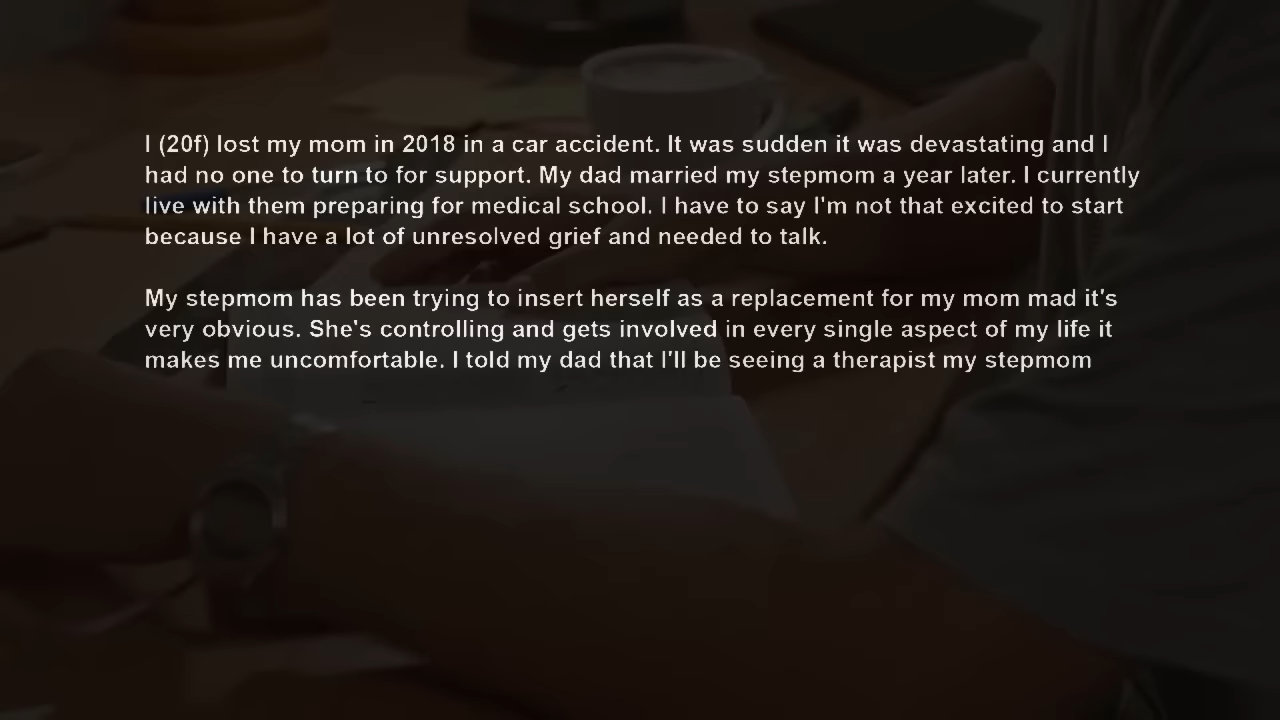 I (20f) lost my mom in 2018 in a car accident. It was sudden it was devastating and I
had no one to turn to for support. My dad married my stepmom a year later. I currently
live with them preparing for medical school. I have to say I'm not that excited to start
because I have a lot of unresolved grief and needed to talk.
My stepmom has been trying to insert herself as a replacement for my mom mad it's
very obvious. She's controlling and gets involved in every single aspect of my life it
makes me uncomfortable. I told my dad that I'll be seeing a therapist my stepmom